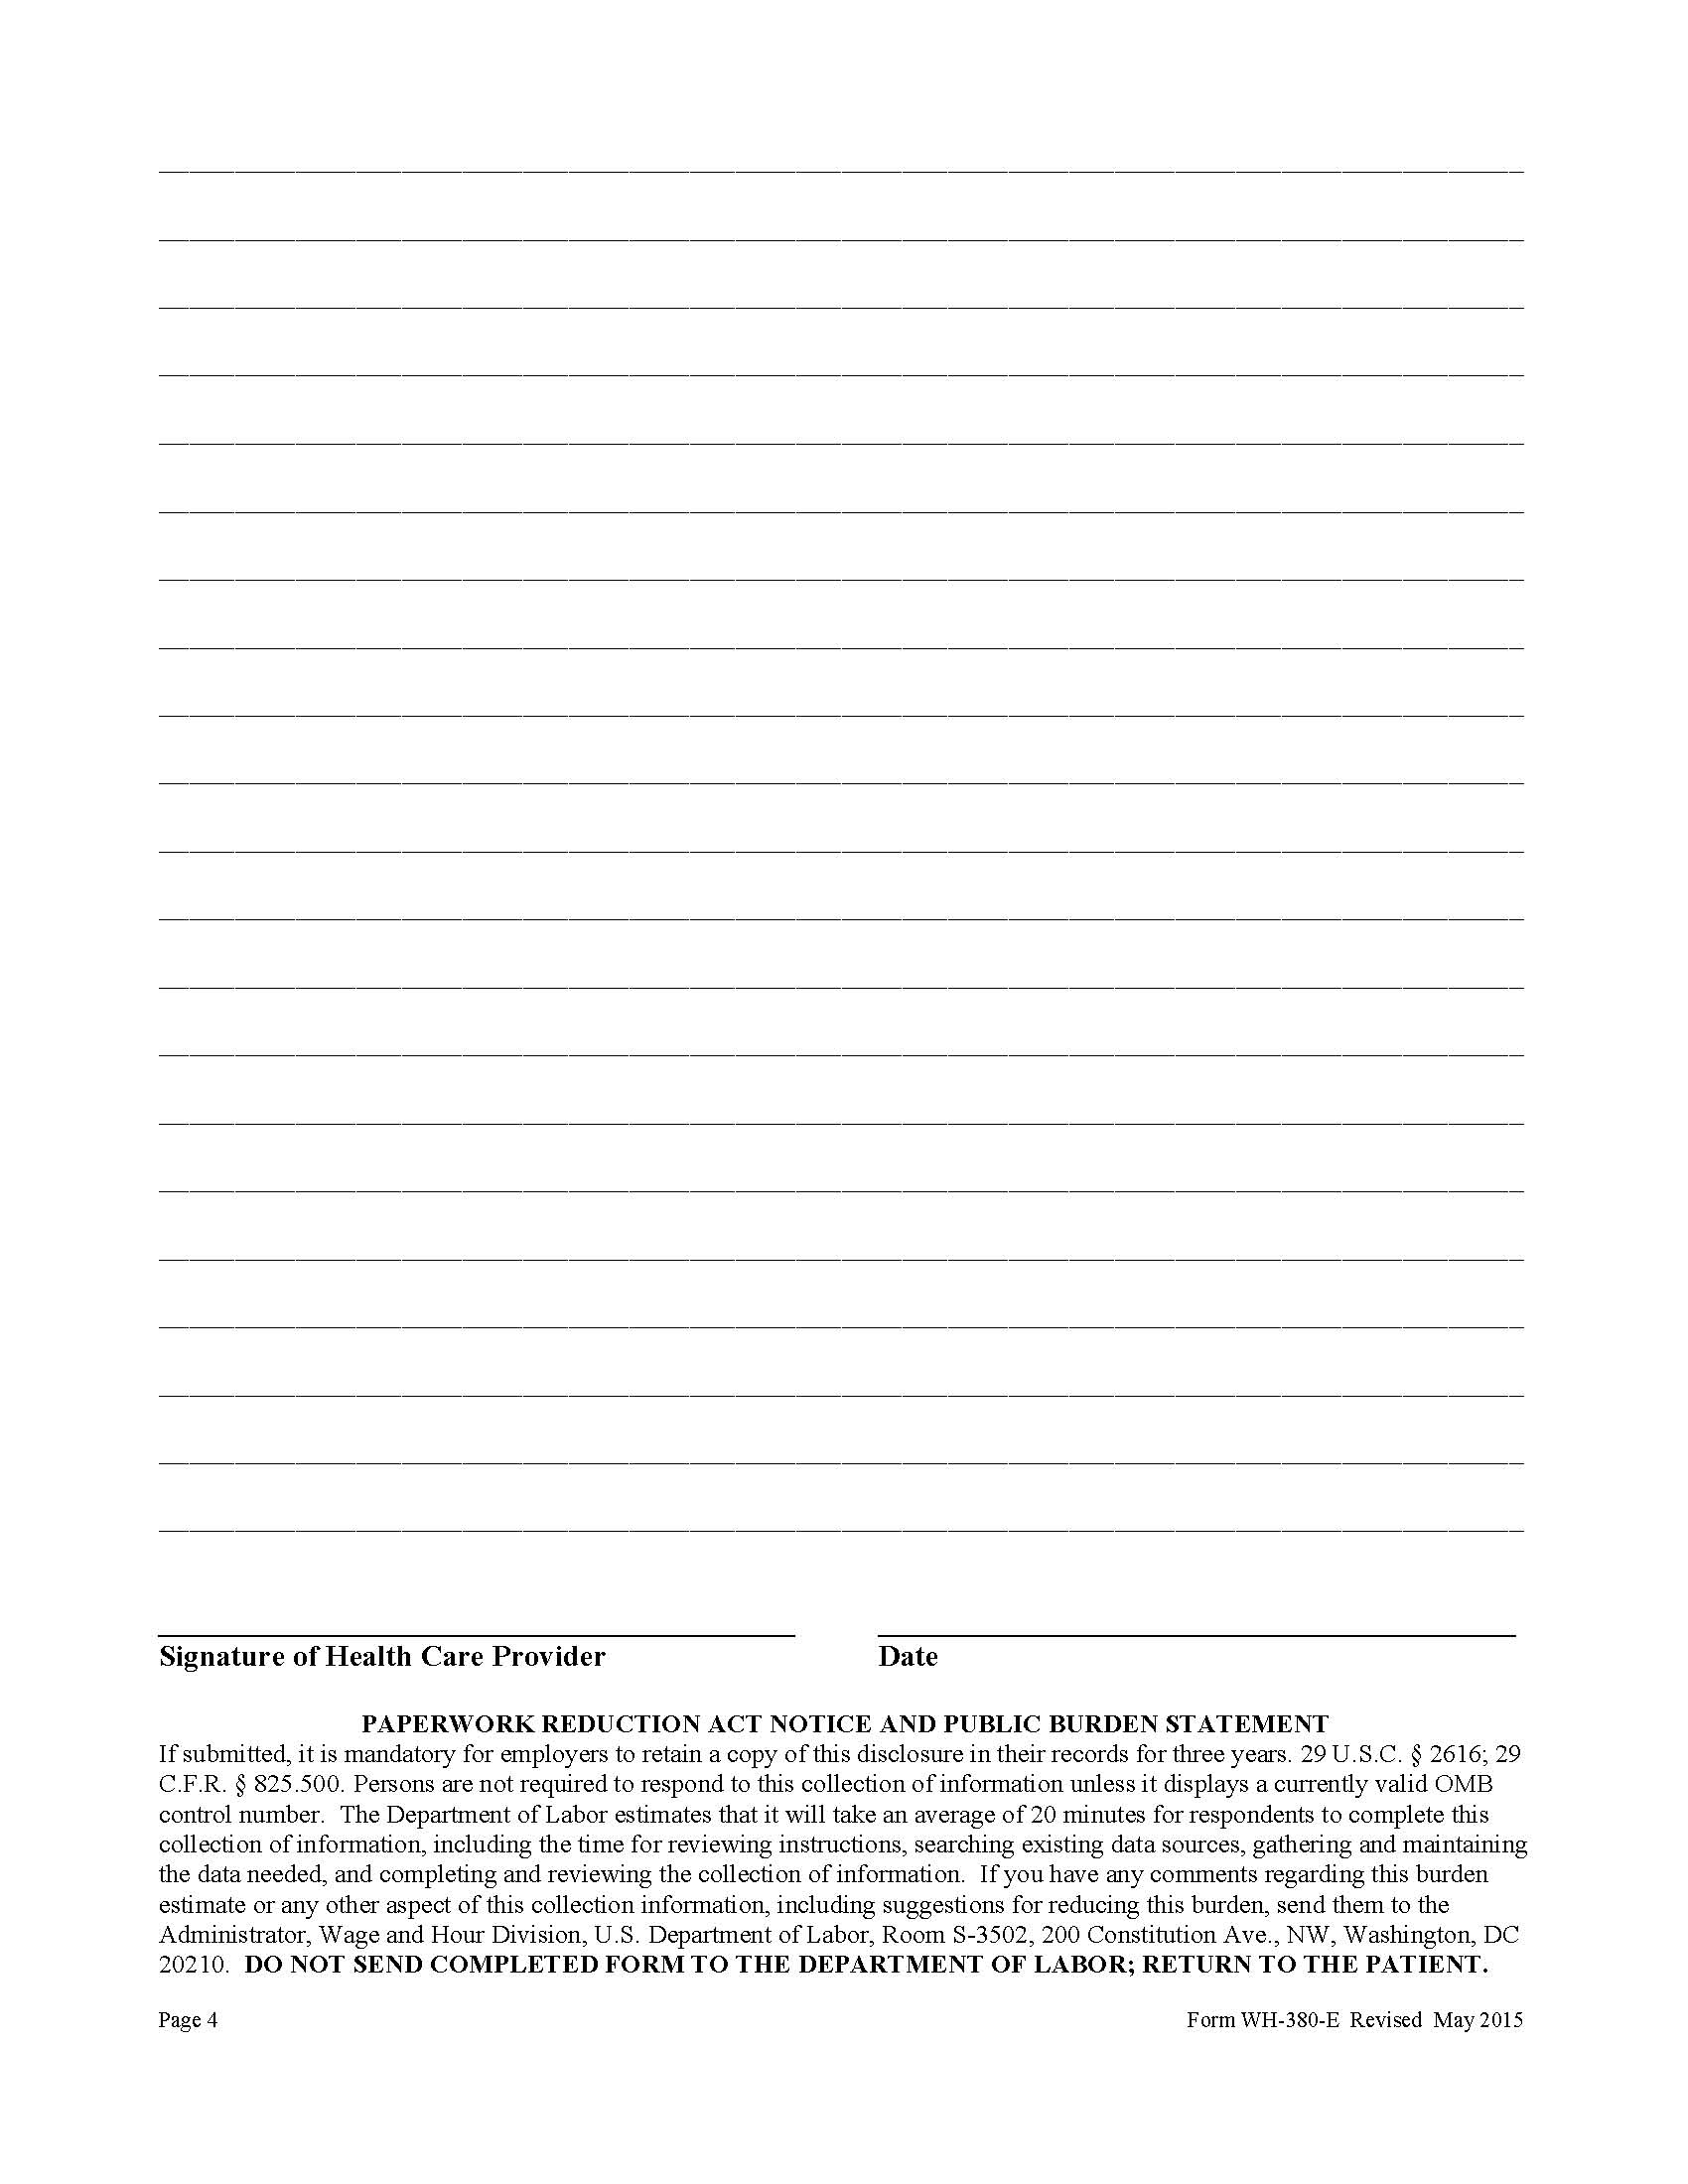 Signature of Health Care Provider Date
PAPERWORK REDUCTION ACT NOTICE AND PUBLIC BURDEN STATEMENT
If submitted, it is mandatory for employers to retain a copy of this disclosure in their records for three years. 29 U.S.C. § 2616; 29
C.F.R. § 825.500. Persons are not required to respond to this collection of information unless it displays a currently valid OMB
control number. The Department of Labor estimates that it will take an average of 20 minutes for respondents to complete this
collection of information, including the time for reviewing instructions, searching existing data sources, gathering and maintaining
the data needed, and completing and reviewing the collection of information. If you have any comments regarding this burden
estimate or any other aspect of this collection information, including suggestions for reducing this burden, send them to the
Administrator, Wage and Hour Division, U.S. Department of Labor, Room S-3502, 200 Constitution Ave., NW, Washington, DC
20210. DO NOT SEND COMPLETED FORM TO THE DEPARTMENT OF LABOR; RETURN TO THE PATIENT.
Page 4 Form WH-380-E Revised May 2015